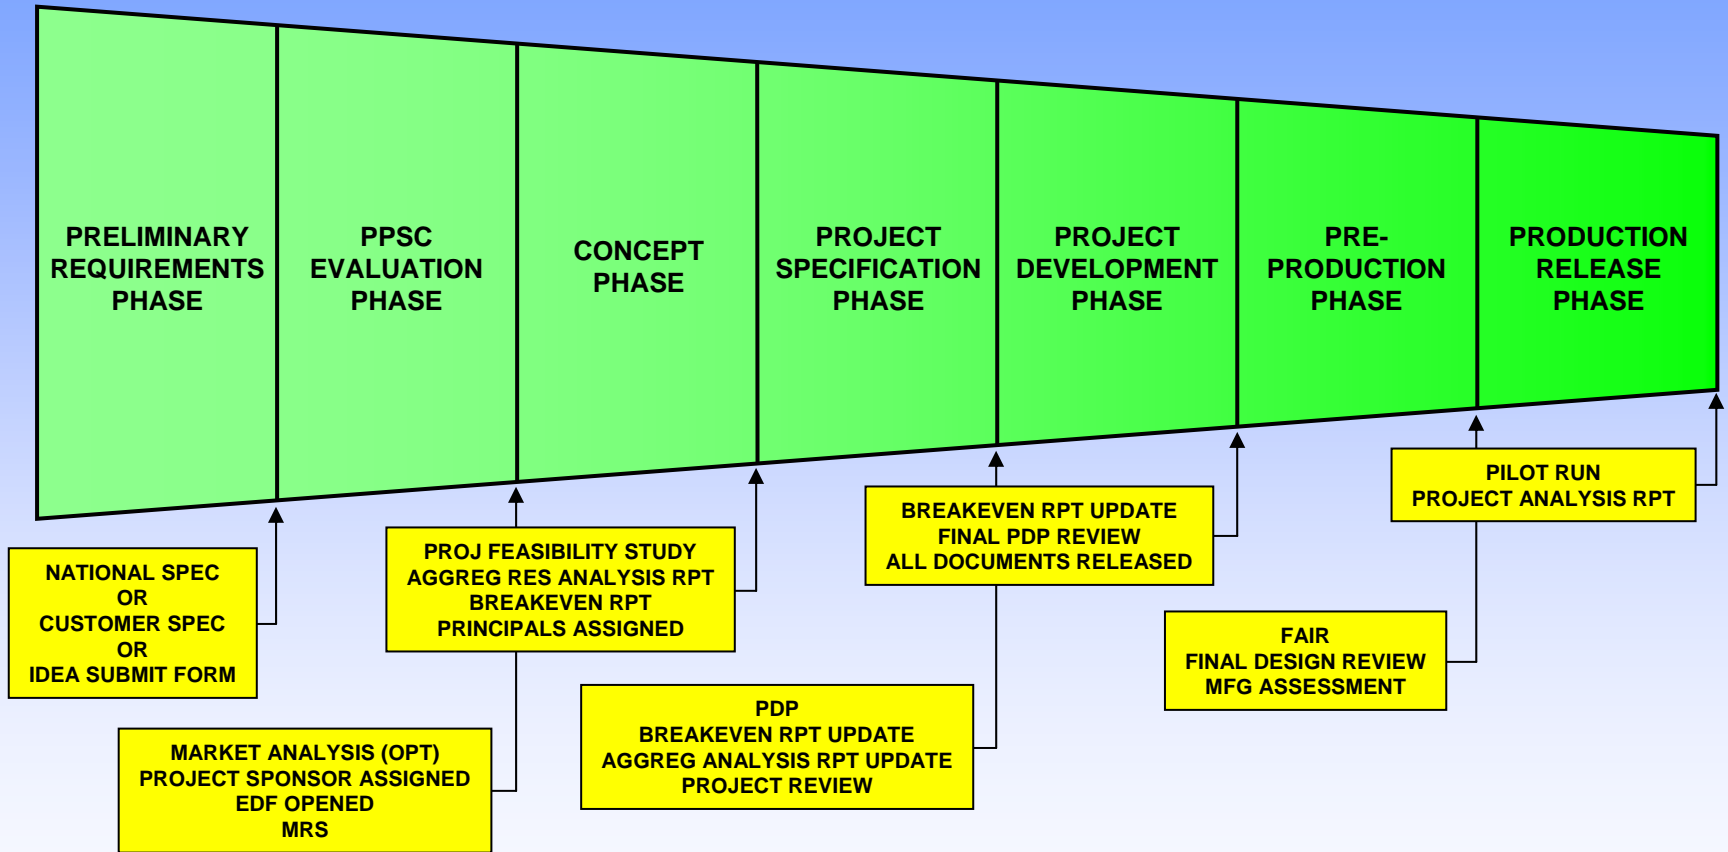 PRELIMINARY
REQUIREMENTS
PHASE
PPSC
EVALUATION
PHASE
CONCEPT
PHASE
PROJECT
SPECIFICATION
PHASE
PROJECT
DEVELOPMENT
PHASE
PRE-
PRODUCTION
PHASE
PRODUCTION
RELEASE
PHASE
NATIONAL SPEC
OR
CUSTOMER SPEC
OR
IDEA SUBMIT FORM
MARKET ANALYSIS (OPT)
PROJECT SPONSOR ASSIGNED
EDF OPENED
MRS
PROJ FEASIBILITY STUDY
AGGREG RES ANALYSIS RPT
BREAKEVEN RPT
PRINCIPALS ASSIGNED
PDP
BREAKEVEN RPT UPDATE
AGGREG ANALYSIS RPT UPDATE
PROJECT REVIEW
BREAKEVEN RPT UPDATE
FINAL PDP REVIEW
ALL DOCUMENTS RELEASED
FAIR
FINAL DESIGN REVIEW
MFG ASSESSMENT
PILOT RUN
PROJECT ANALYSIS RPT